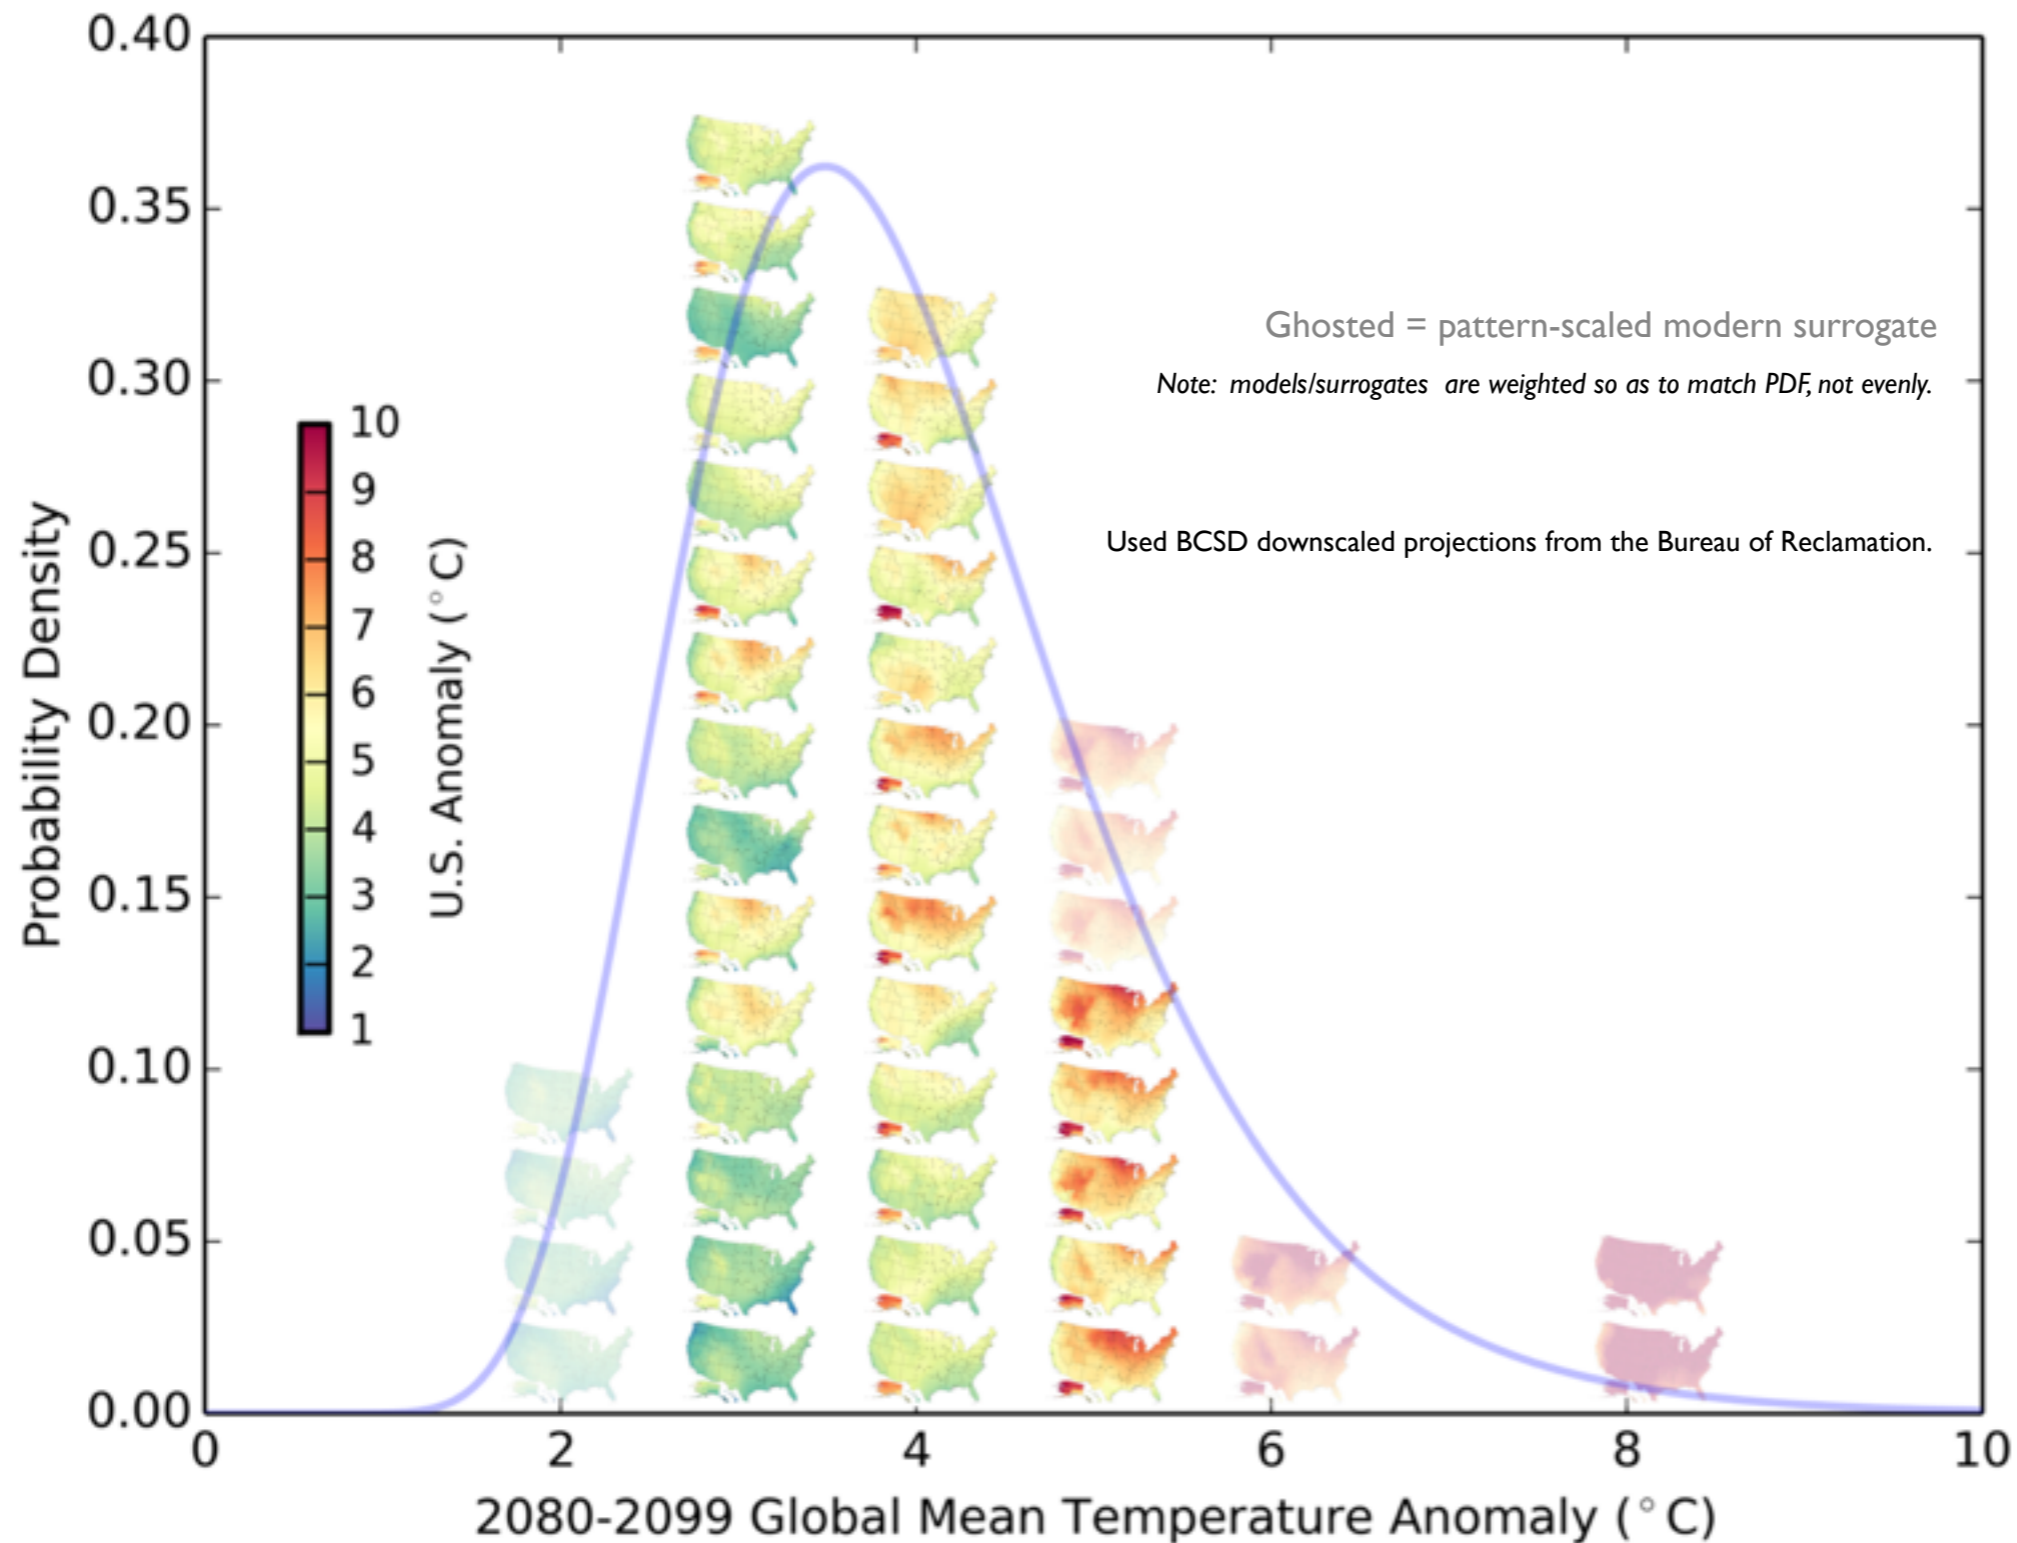 0.40
0.35
0.30
0.25
0.20
0.15
0.10
0.05
0.00
Probability Density
10
9
8
7
6
5
4
3
2
1
U.S. Anomaly (°C)
Ghosted = pattern-scaled modern surrogate
Note: models/surrogates are weighted so as to match PDF, not evenly.
Used BCSD downscaled projections from the Bureau of Reclamation.
0 2 4 6 8 10
2080-2099 Global Mean Temperature Anomaly (°C)